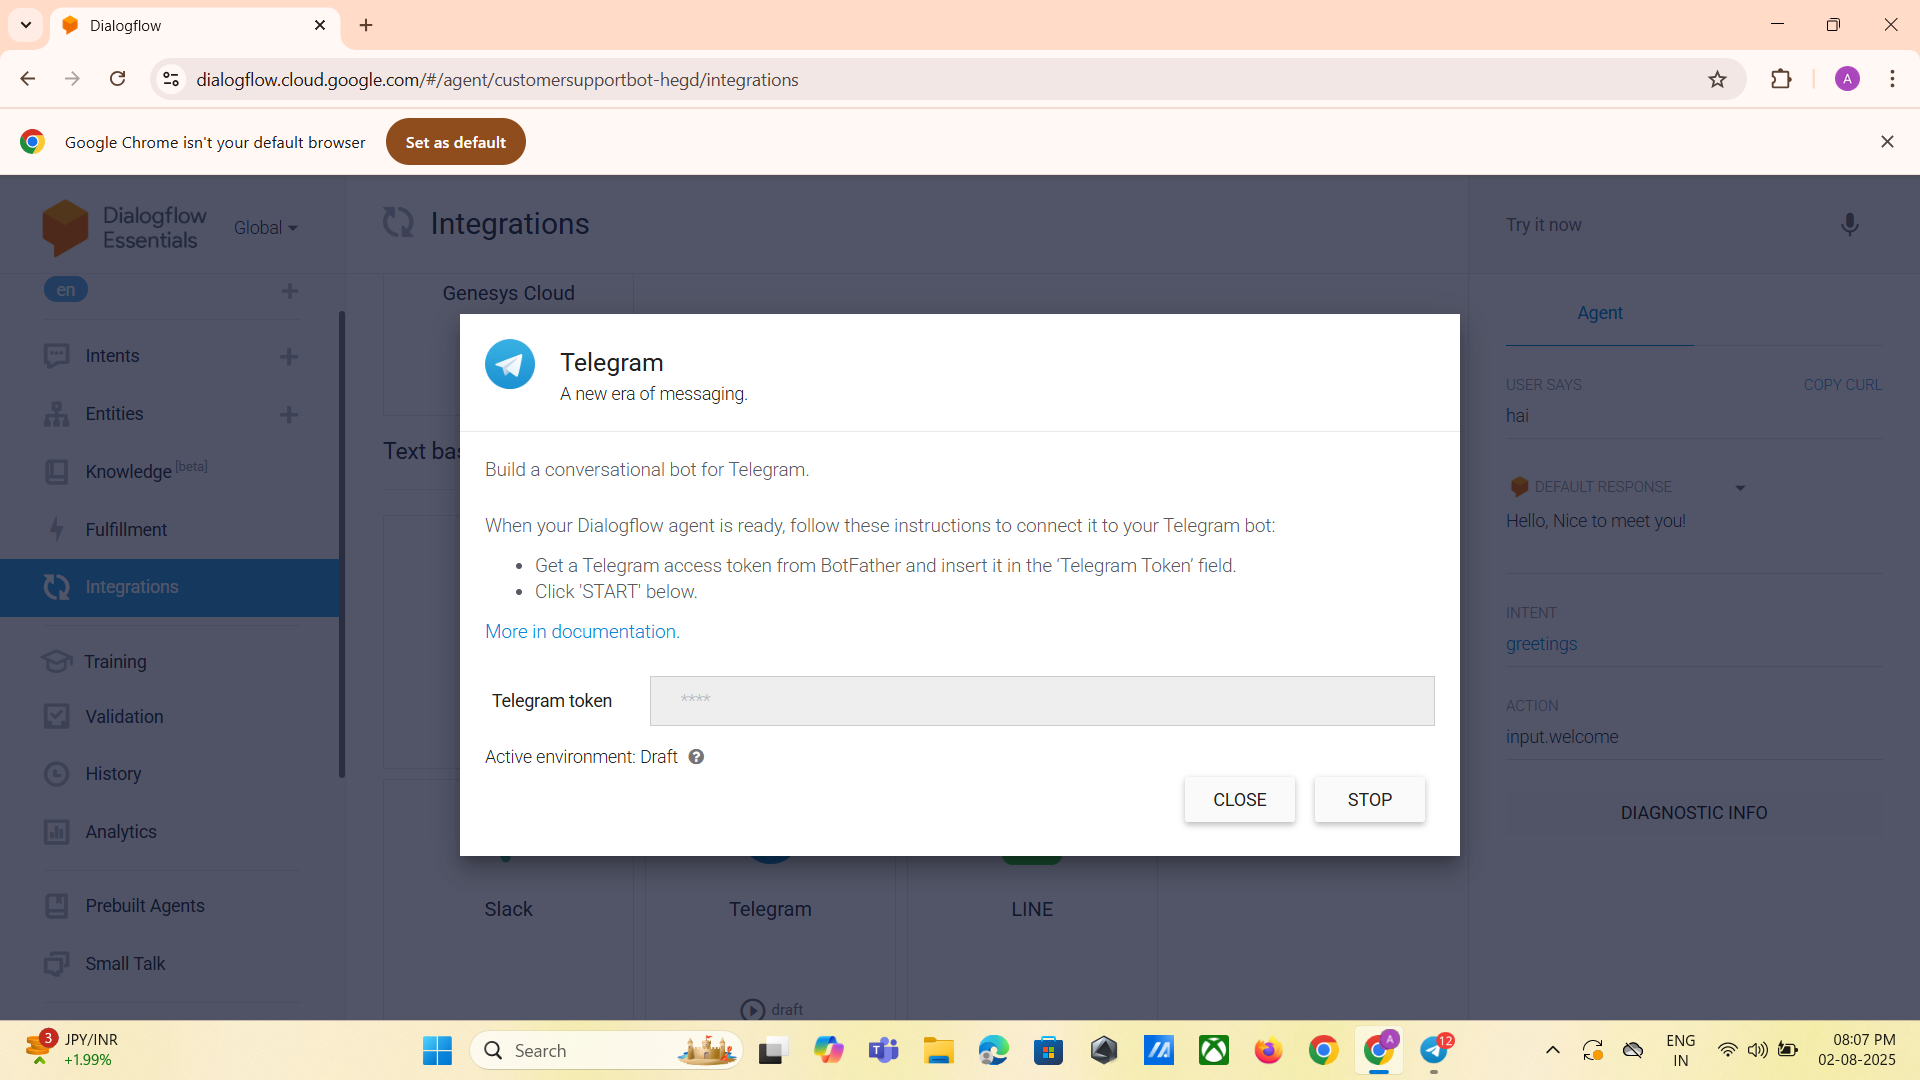 Dialogflow
dialogflow.cloud.google.com/#/agent/customersupportbot-hegd/integrations
A
Google Chrome isn't your default browser
Set as default
Dialogflow
Essentials
Global
Integrations
Try it now
en
Genesys Cloud
Agent
Intents
Telegram
A new era of messaging.
USER SAYS
COPY CURL
hai
Entities
Text bas
Knowledge [beta]
Build a conversational bot for Telegram.
DEFAULT RESPONSE
Hello, Nice to meet you!
Fulfillment
When your Dialogflow agent is ready, follow these instructions to connect it to your Telegram bot:
Get a Telegram access token from BotFather and insert it in the ‘Telegram Token’ field.
Click 'START' below.
Integrations
INTENT
greetings
More in documentation.
Training
Telegram token
****
ACTION
input.welcome
Validation
Active environment: Draft
?
History
CLOSE
STOP
DIAGNOSTIC INFO
Analytics
Prebuilt Agents
Slack
Telegram
LINE
Small Talk
draft
3
JPY/INR
+1.99%
Search
A
12
ENG
IN
08:07 PM
02-08-2025